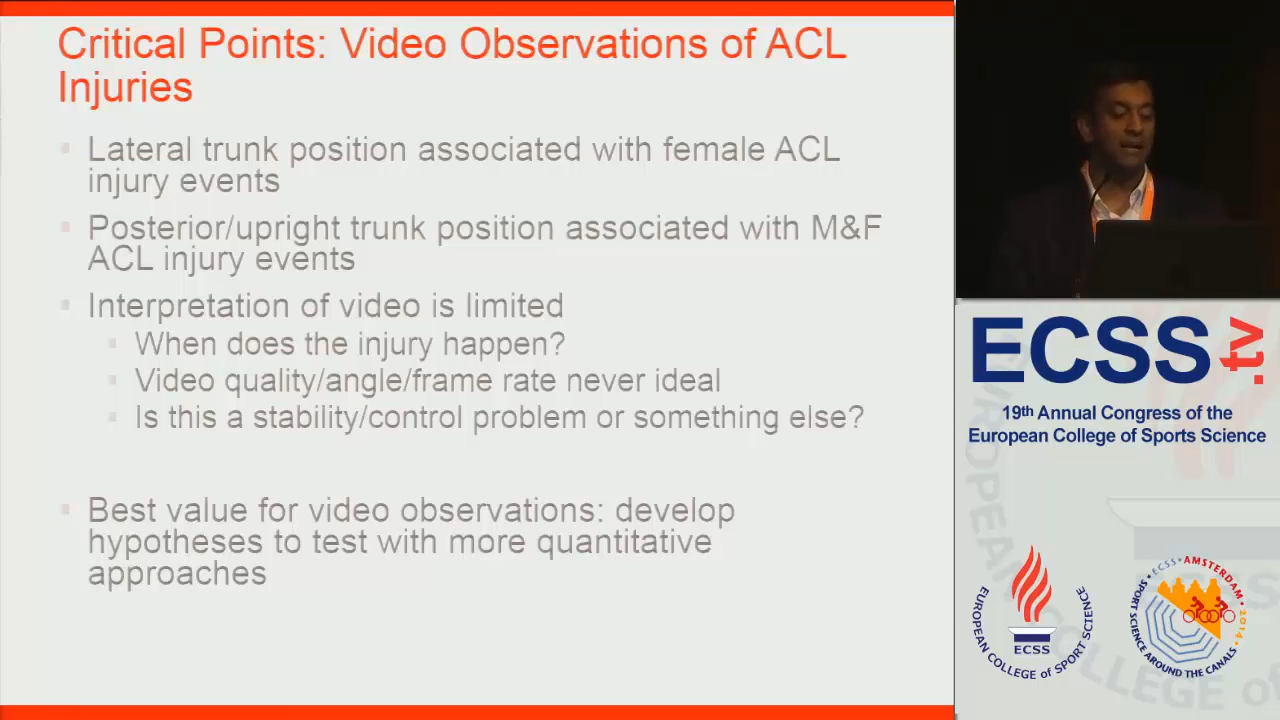 Critical Points: Video Observations of ACL
Injuries
Lateral trunk position associated with female ACL
injury events
Posterior/upright trunk position associated with M&F
ACL injury events
Interpretation of video is limited
When does the injury happen?
Video quality/angle/frame rate never ideal
Is this a stability/control problem or something else?
Best value for video observations: develop
hypotheses to test with more quantitative
approaches
ECSS.tv
19th Annual Congress of the
European College of Sports Science
EUROPEAN COLLEGE OF SPORT SCIENCE
ECSS
ECSS • AMSTERDAM • 2014 •
SPORT SCIENCE AROUND THE CANALS